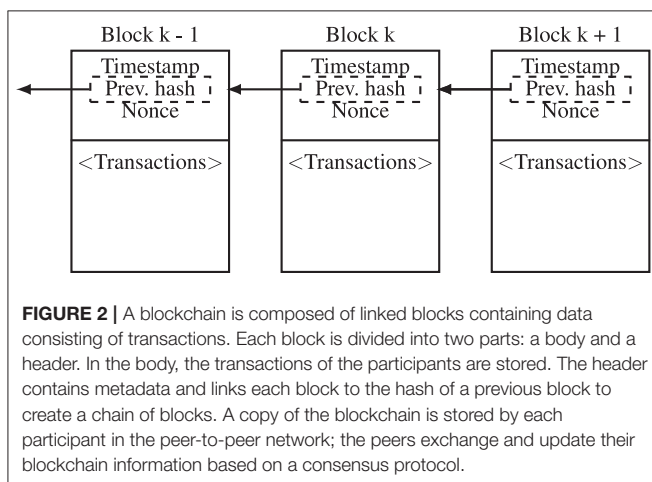 Block k - 1 Block k Block k + 1
Timestamp Timestamp Timestamp
Prev. hash Prev. hash Prev. hash
Nonce Nonce Nonce
<Transactions> <Transactions> <Transactions>
FIGURE 2 | A blockchain is composed of linked blocks containing data
consisting of transactions. Each block is divided into two parts: a body and a
header. In the body, the transactions of the participants are stored. The header
contains metadata and links each block to the hash of a previous block to
create a chain of blocks. A copy of the blockchain is stored by each
participant in the peer-to-peer network; the peers exchange and update their
blockchain information based on a consensus protocol.